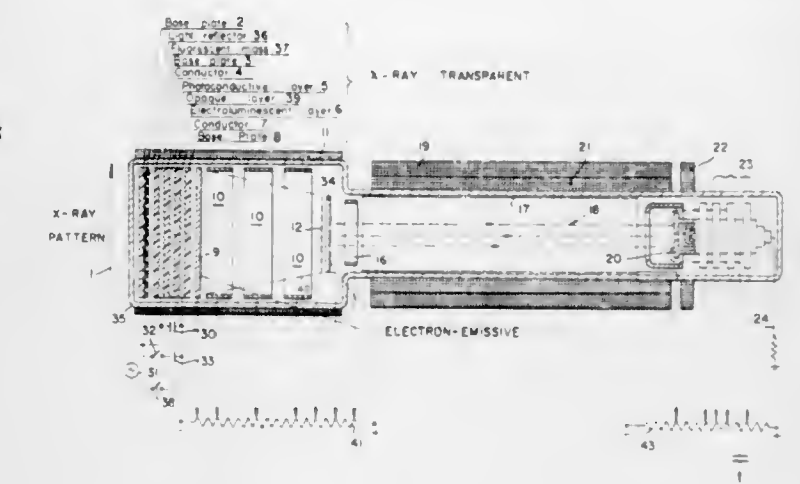 Base plate 2
Light reflector 36
Fluorescent mass 37
Base plate 3
Conductor 4
Photoconductive layer 5
Opaque layer 39
Electroluminescent layer 6
Conductor 7
Base Plate 8
X-RAY TRANSPARENT
11
19
21
22
23
34
17
18
X-RAY
PATTERN
10
10
10
12
9
16
20
1
35
ELECTRON-EMISSIVE
32
30
33
31
38
24
41
43